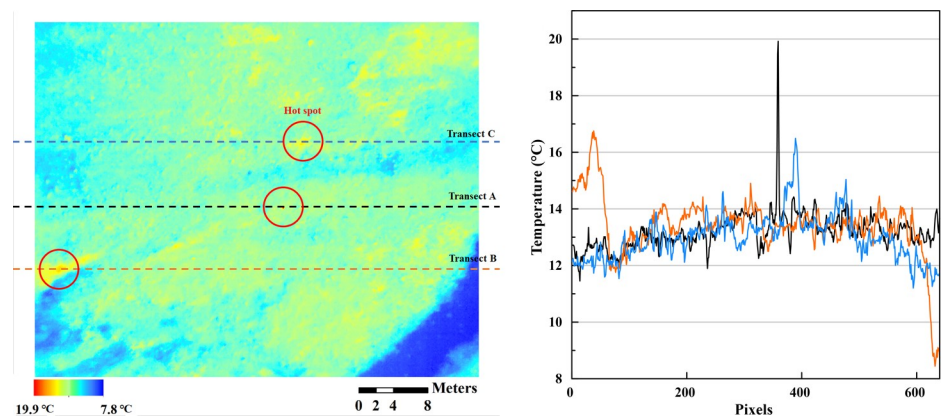 Hot spot
Transect C
Transect A
Transect B
19.9 °C 7.8 °C
Meters
0 2 4 8
Temperature (°C)
20
18
16
14
12
10
8
0 200 400 600
Pixels